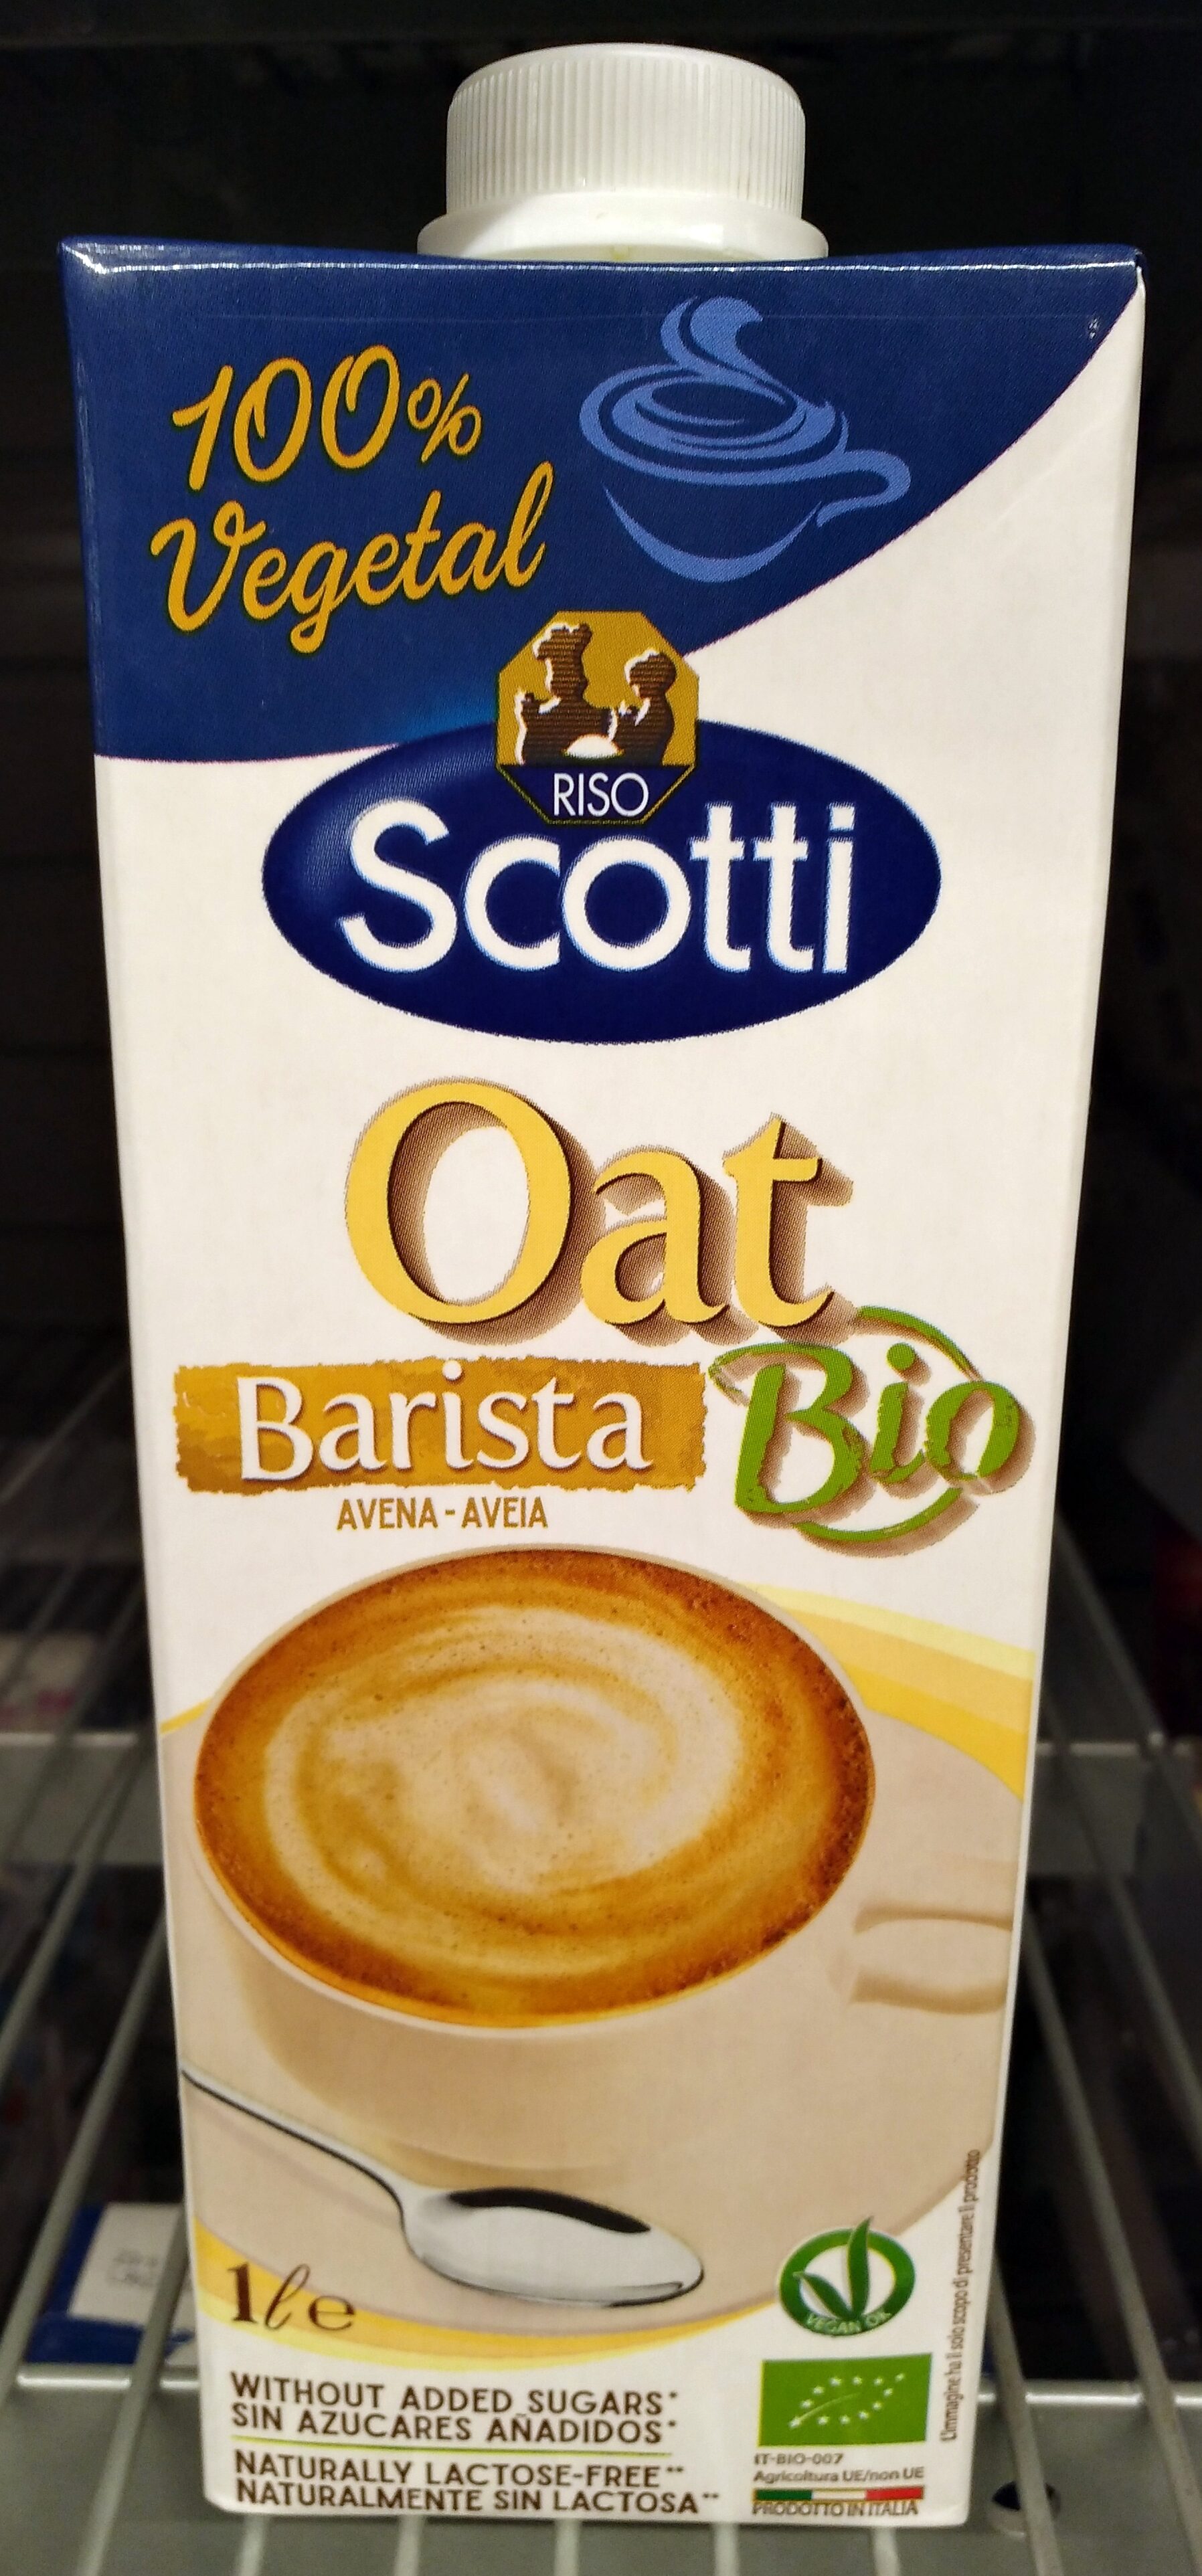 100%
Vegetal
RISO
Scotti
Oat
Barista
Bio
AVENA - AVEIA
1 l e
VEGAN OK
L'immagine ha il solo scopo di presentare il prodotto
WITHOUT ADDED SUGARS*
SIN AZUCARES AÑADIDOS*
NATURALLY LACTOSE-FREE**
NATURALMENTE SIN LACTOSA**
IT-BIO-007
Agricoltura UE/non UE
PRODOTTO IN ITALIA